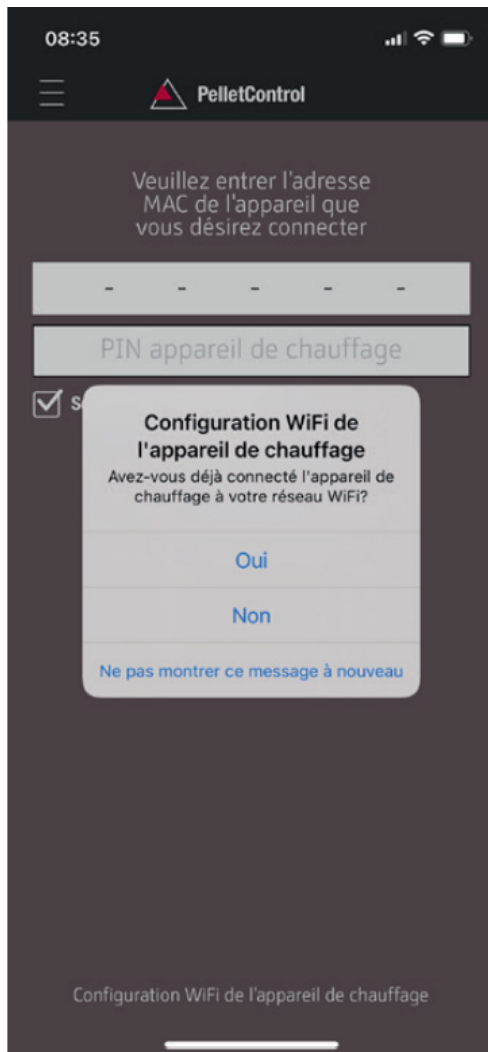 08:35
PelletControl
Veuillez entrer l'adresse
MAC de l'appareil que
vous désirez connecter
- - - - -
PIN appareil de chauffage
Configuration WiFi de
l'appareil de chauffage
Avez-vous déjà connecté l'appareil de
chauffage à votre réseau WiFi?
Oui
Non
Ne pas montrer ce message à nouveau
Configuration WiFi de l'appareil de chauffage